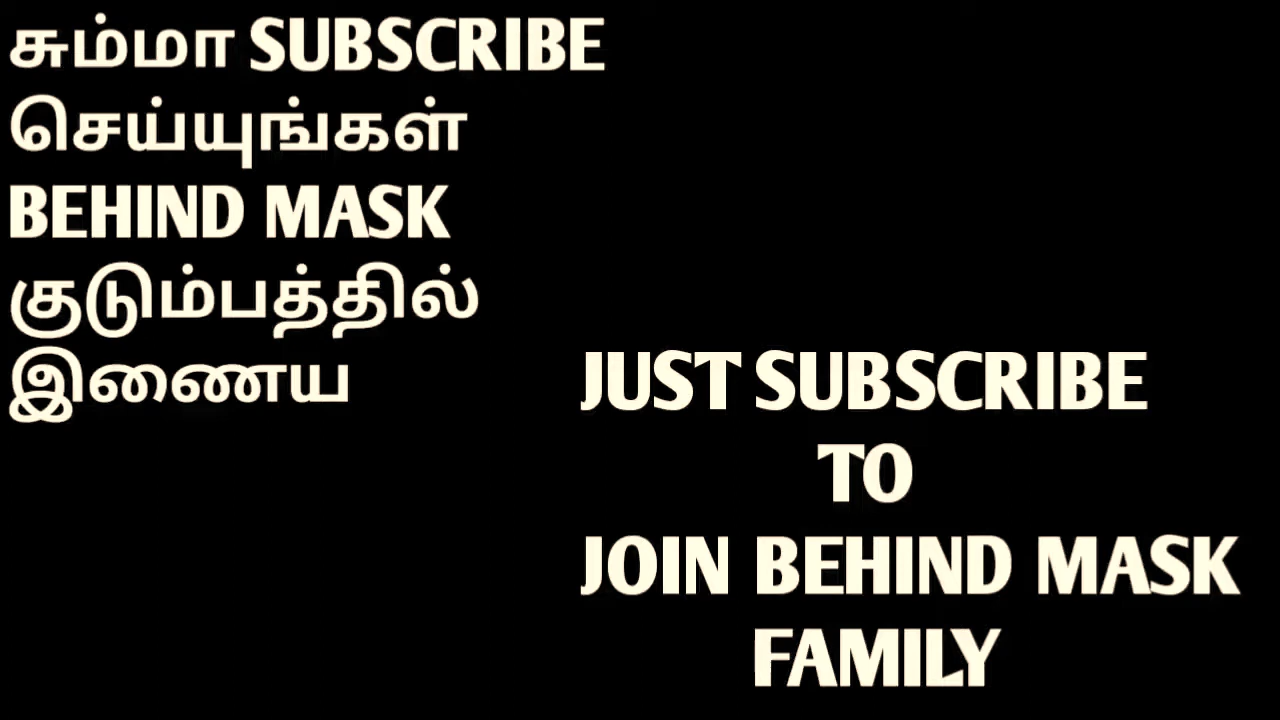 சும்மா SUBSCRIBE
செய்யுங்கள்
BEHIND MASK
குடும்பத்தில்
இணைய
JUST SUBSCRIBE
TO
JOIN BEHIND MASK
FAMILY